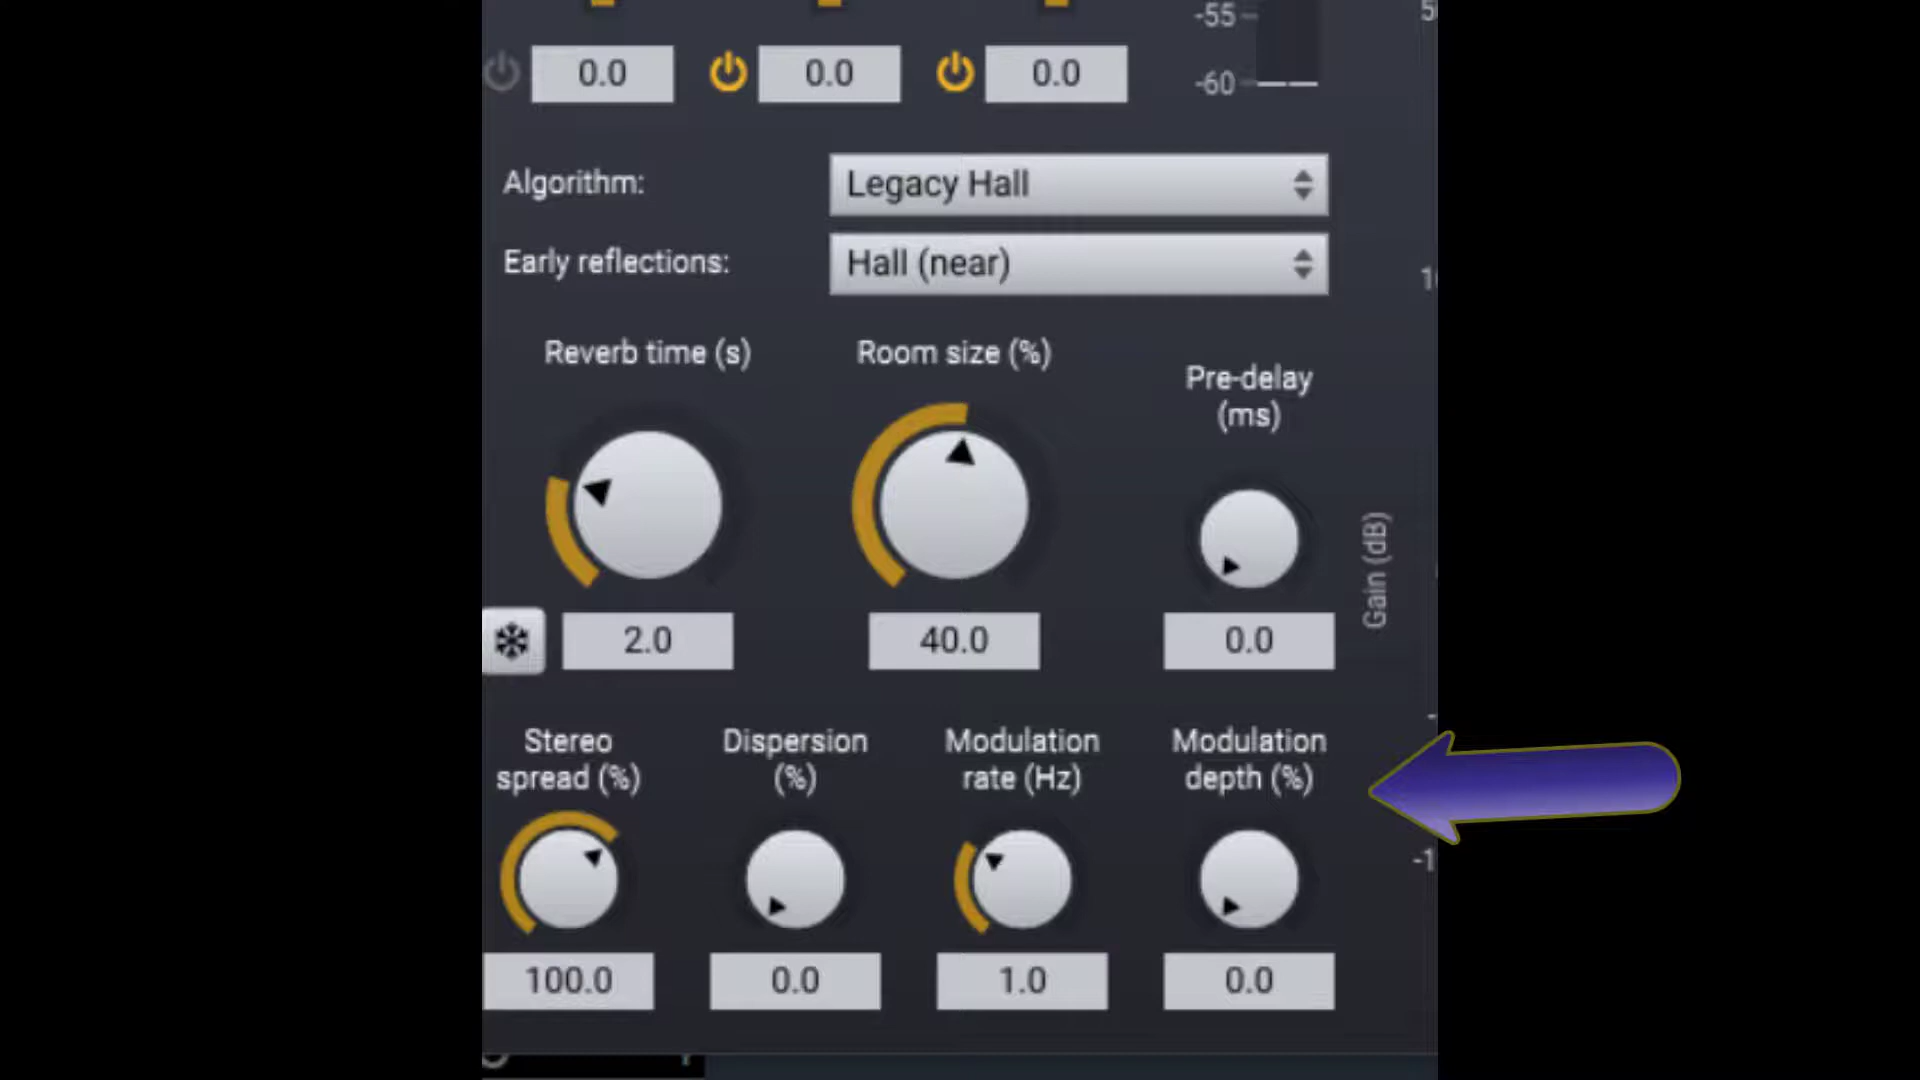 -55
5
0.0 0.0 0.0
-60
Algorithm: Legacy Hall
Early reflections: Hall (near)
Reverb time (s) Room size (%)
Pre-delay
(ms)
Gain (dB)
2.0 40.0 0.0
Stereo
spread (%)
Dispersion
(%)
Modulation
rate (Hz)
Modulation
depth (%)
100.0 0.0 1.0 0.0